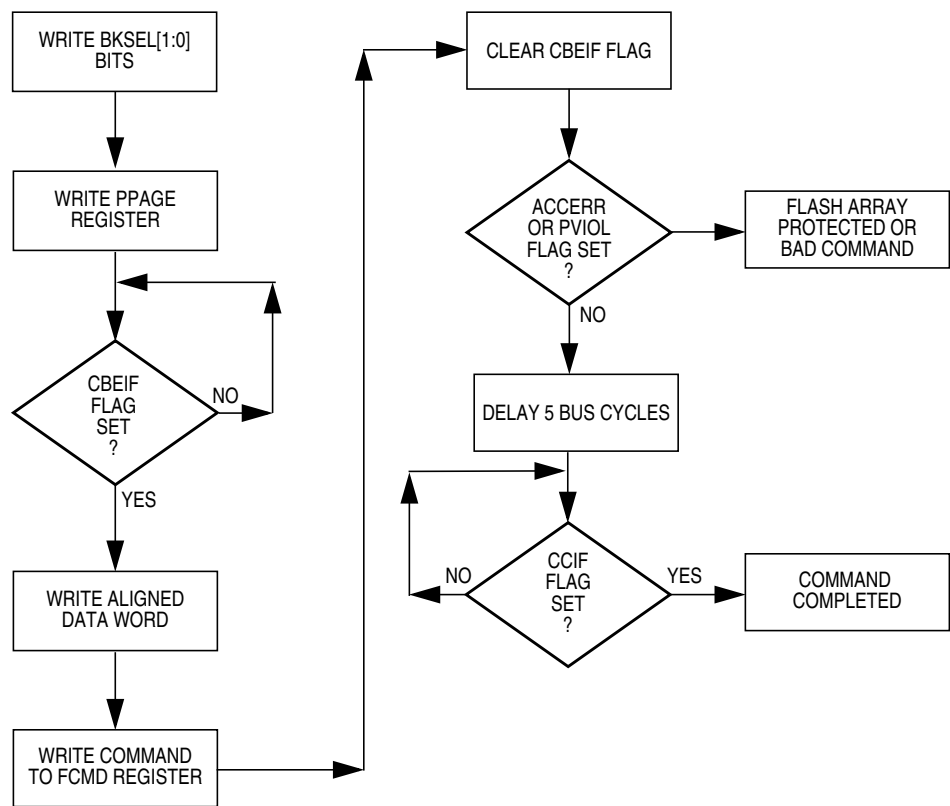 WRITE BKSEL[1:0]
BITS
WRITE PPAGE
REGISTER
CBEIF
FLAG
SET
?
NO
YES
WRITE ALIGNED
DATA WORD
WRITE COMMAND
TO FCMD REGISTER
CLEAR CBEIF FLAG
ACCERR
OR PVIOL
FLAG SET
?
FLASH ARRAY
PROTECTED OR
BAD COMMAND
NO
DELAY 5 BUS CYCLES
CCIF
FLAG
SET
?
NO
YES
COMMAND
COMPLETED